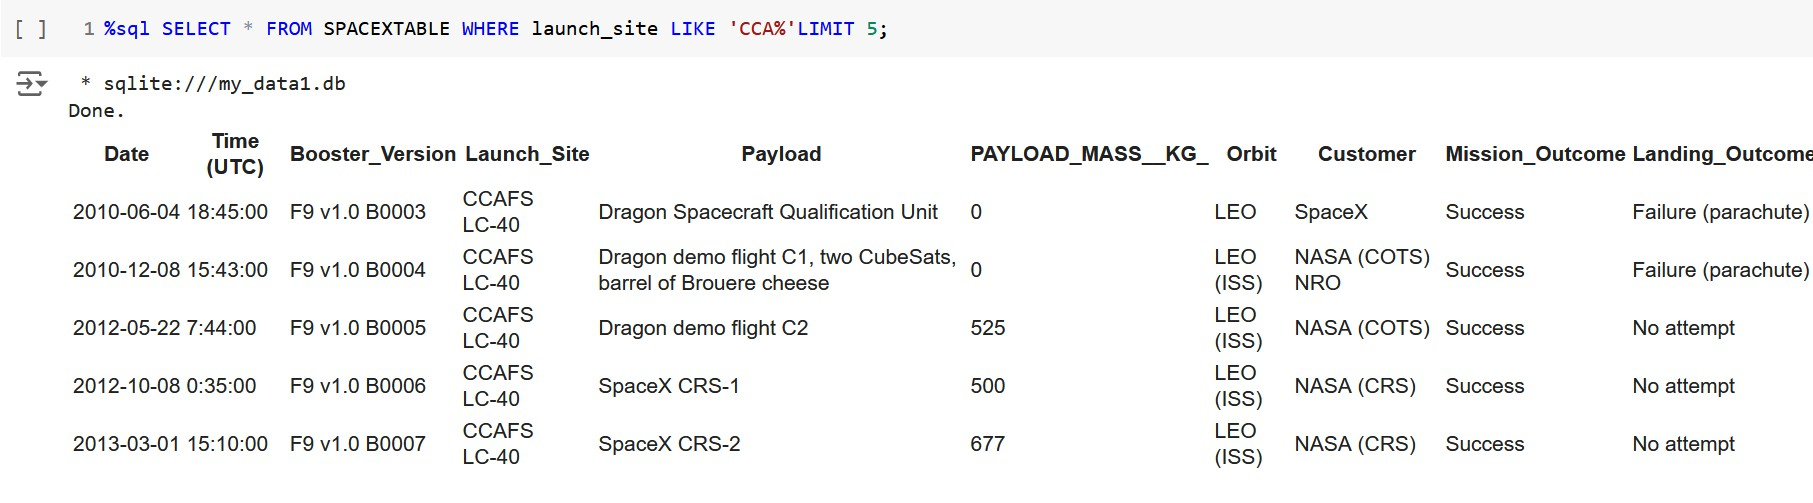 [ ] 1 %sql SELECT * FROM SPACEXTABLE WHERE launch_site LIKE 'CCA%'LIMIT 5;
* sqlite:///my_data1.db
Done.
Date Time (UTC) Booster_Version Launch_Site Payload PAYLOAD_MASS__KG_ Orbit Customer Mission_Outcome Landing_Outcome
2010-06-04 18:45:00 F9 v1.0 B0003 CCAFS LC-40 Dragon Spacecraft Qualification Unit 0 LEO SpaceX Success Failure (parachute)
2010-12-08 15:43:00 F9 v1.0 B0004 CCAFS LC-40 Dragon demo flight C1, two CubeSats, barrel of Brouere cheese 0 LEO (ISS) NASA (COTS) NRO Success Failure (parachute)
2012-05-22 7:44:00 F9 v1.0 B0005 CCAFS LC-40 Dragon demo flight C2 525 LEO (ISS) NASA (COTS) Success No attempt
2012-10-08 0:35:00 F9 v1.0 B0006 CCAFS LC-40 SpaceX CRS-1 500 LEO (ISS) NASA (CRS) Success No attempt
2013-03-01 15:10:00 F9 v1.0 B0007 CCAFS LC-40 SpaceX CRS-2 677 LEO (ISS) NASA (CRS) Success No attempt